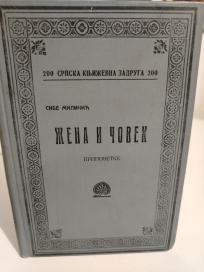 200 СРПСКА КЊИЖЕВНА ЗАДРУГА 200
СИБЕ МИЛИЧИЋ
ЖЕНА И ЧОВЕК
ПРИПОВЕТКЕ